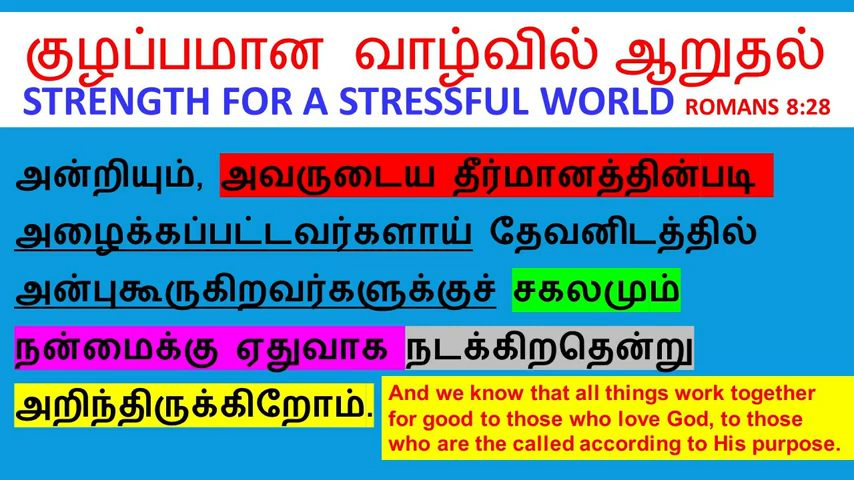 குழப்பமான வாழ்வில் ஆறுதல்
STRENGTH FOR A STRESSFUL WORLD ROMANS 8:28
அன்றியும், அவருடைய தீர்மானத்தின்படி
அழைக்கப்பட்டவர்களாய் தேவனிடத்தில்
அன்புகூருகிறவர்களுக்குச் சகலமும்
நன்மைக்கு ஏதுவாக நடக்கிறதென்று
அறிந்திருக்கிறோம்.
And we know that all things work together
for good to those who love God, to those
who are the called according to His purpose.